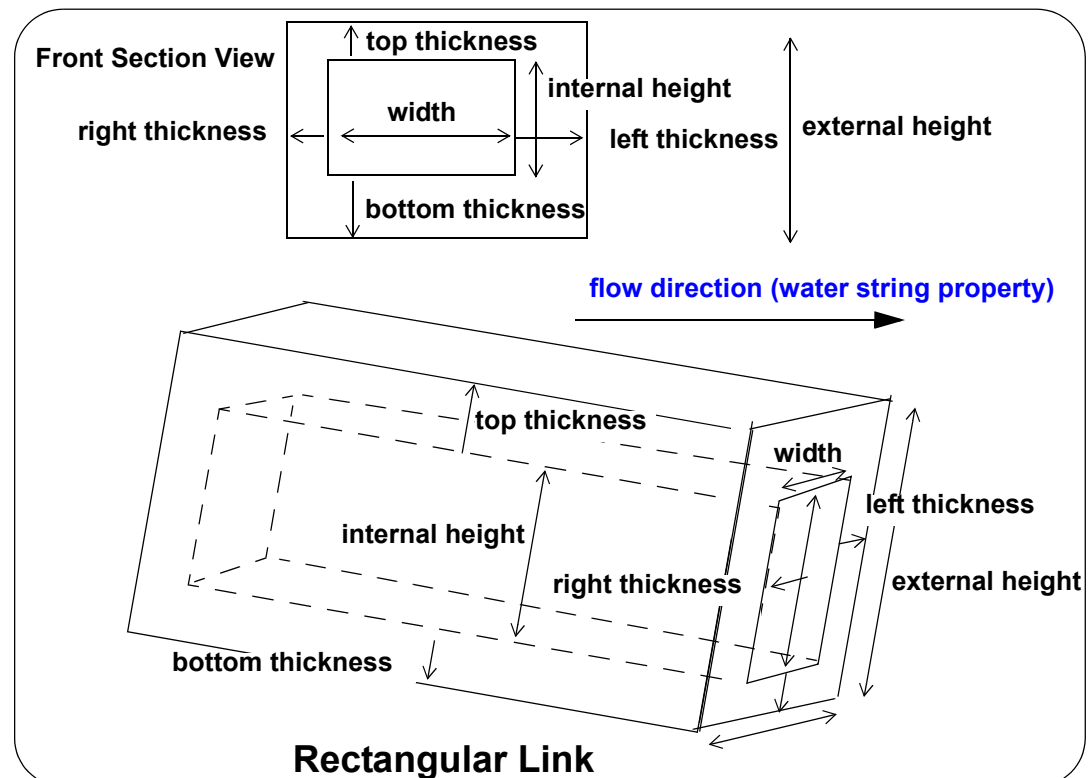 top thickness
Front Section View
internal height
width
right thickness
left thickness
external height
bottom thickness
flow direction (water string property)
top thickness
width
left thickness
internal height
right thickness
external height
bottom thickness
Rectangular Link